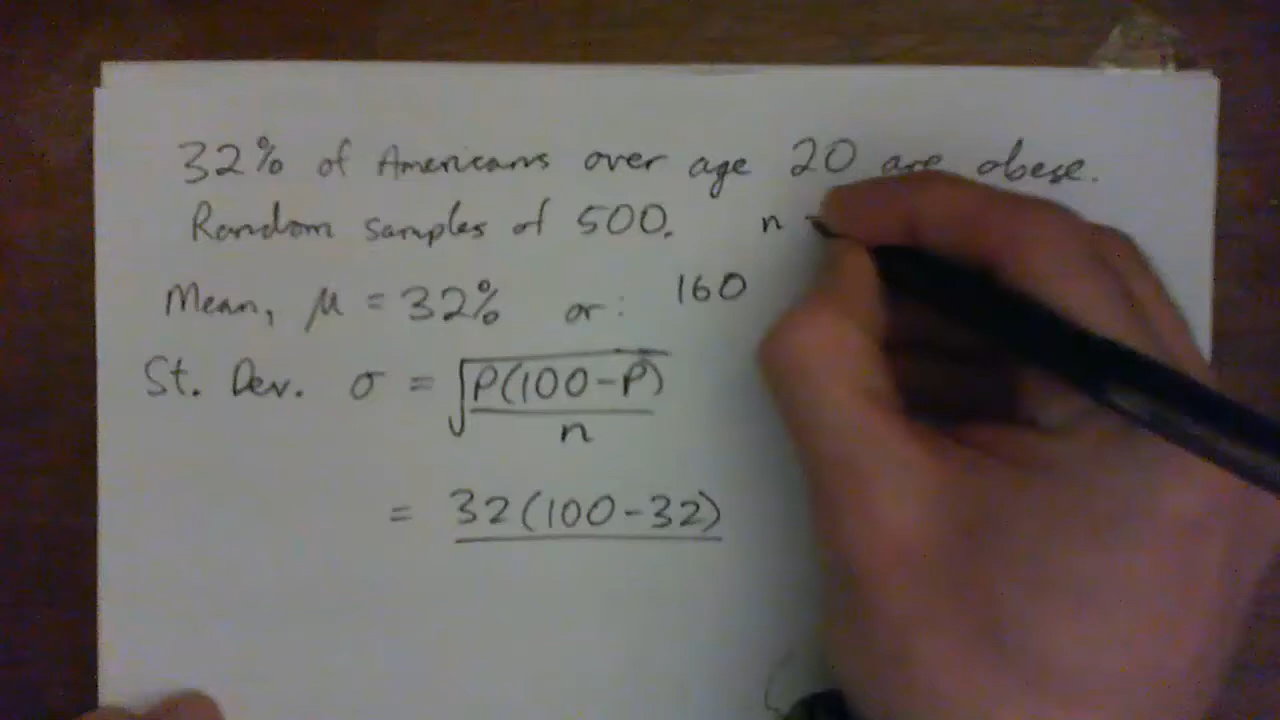 32% of Americans over age 20 are obese.
Random samples of 500. n
Mean, μ = 32% or: 160
St. Dev. σ = √P(100-P)
n
= 32(100-32)